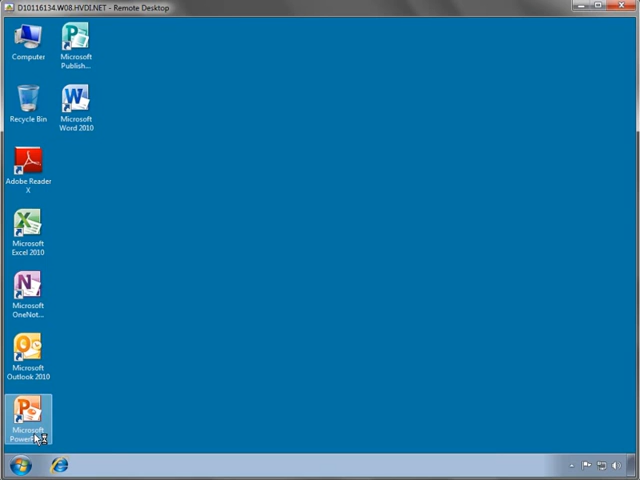 D10116134.W08.HVDI.NET - Remote Desktop
Computer
Microsoft
Publish...
Recycle Bin
Microsoft
Word 2010
Adobe Reader
X
Microsoft
Excel 2010
Microsoft
OneNot...
Microsoft
Outlook 2010
Microsoft